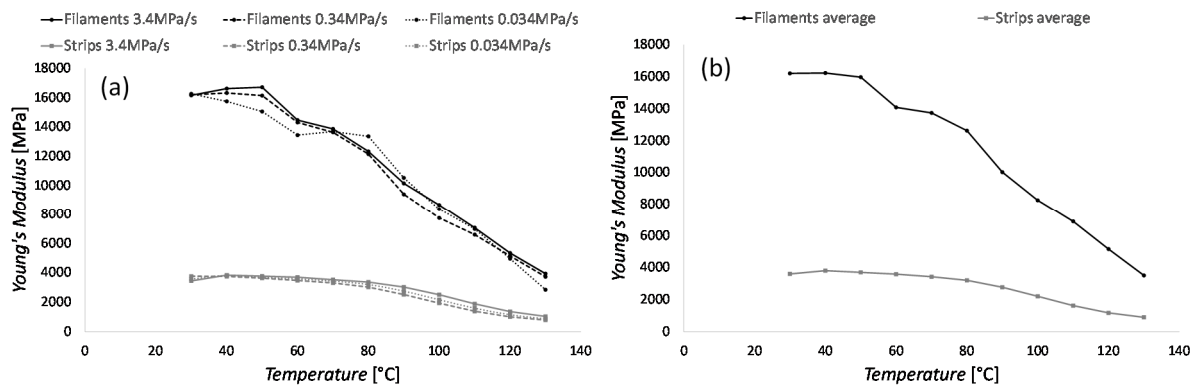 Filaments 3.4MPa/s Filaments 0.34MPa/s Filaments 0.034MPa/s
Strips 3.4MPa/s Strips 0.34MPa/s Strips 0.034MPa/s
(a)
Young's Modulus [MPa]
18000
16000
14000
12000
10000
8000
6000
4000
2000
0
0 20 40 60 80 100 120 140
Temperature [°C]
Filaments average Strips average
(b)
Young's Modulus [MPa]
18000
16000
14000
12000
10000
8000
6000
4000
2000
0
0 20 40 60 80 100 120 140
Temperature [°C]